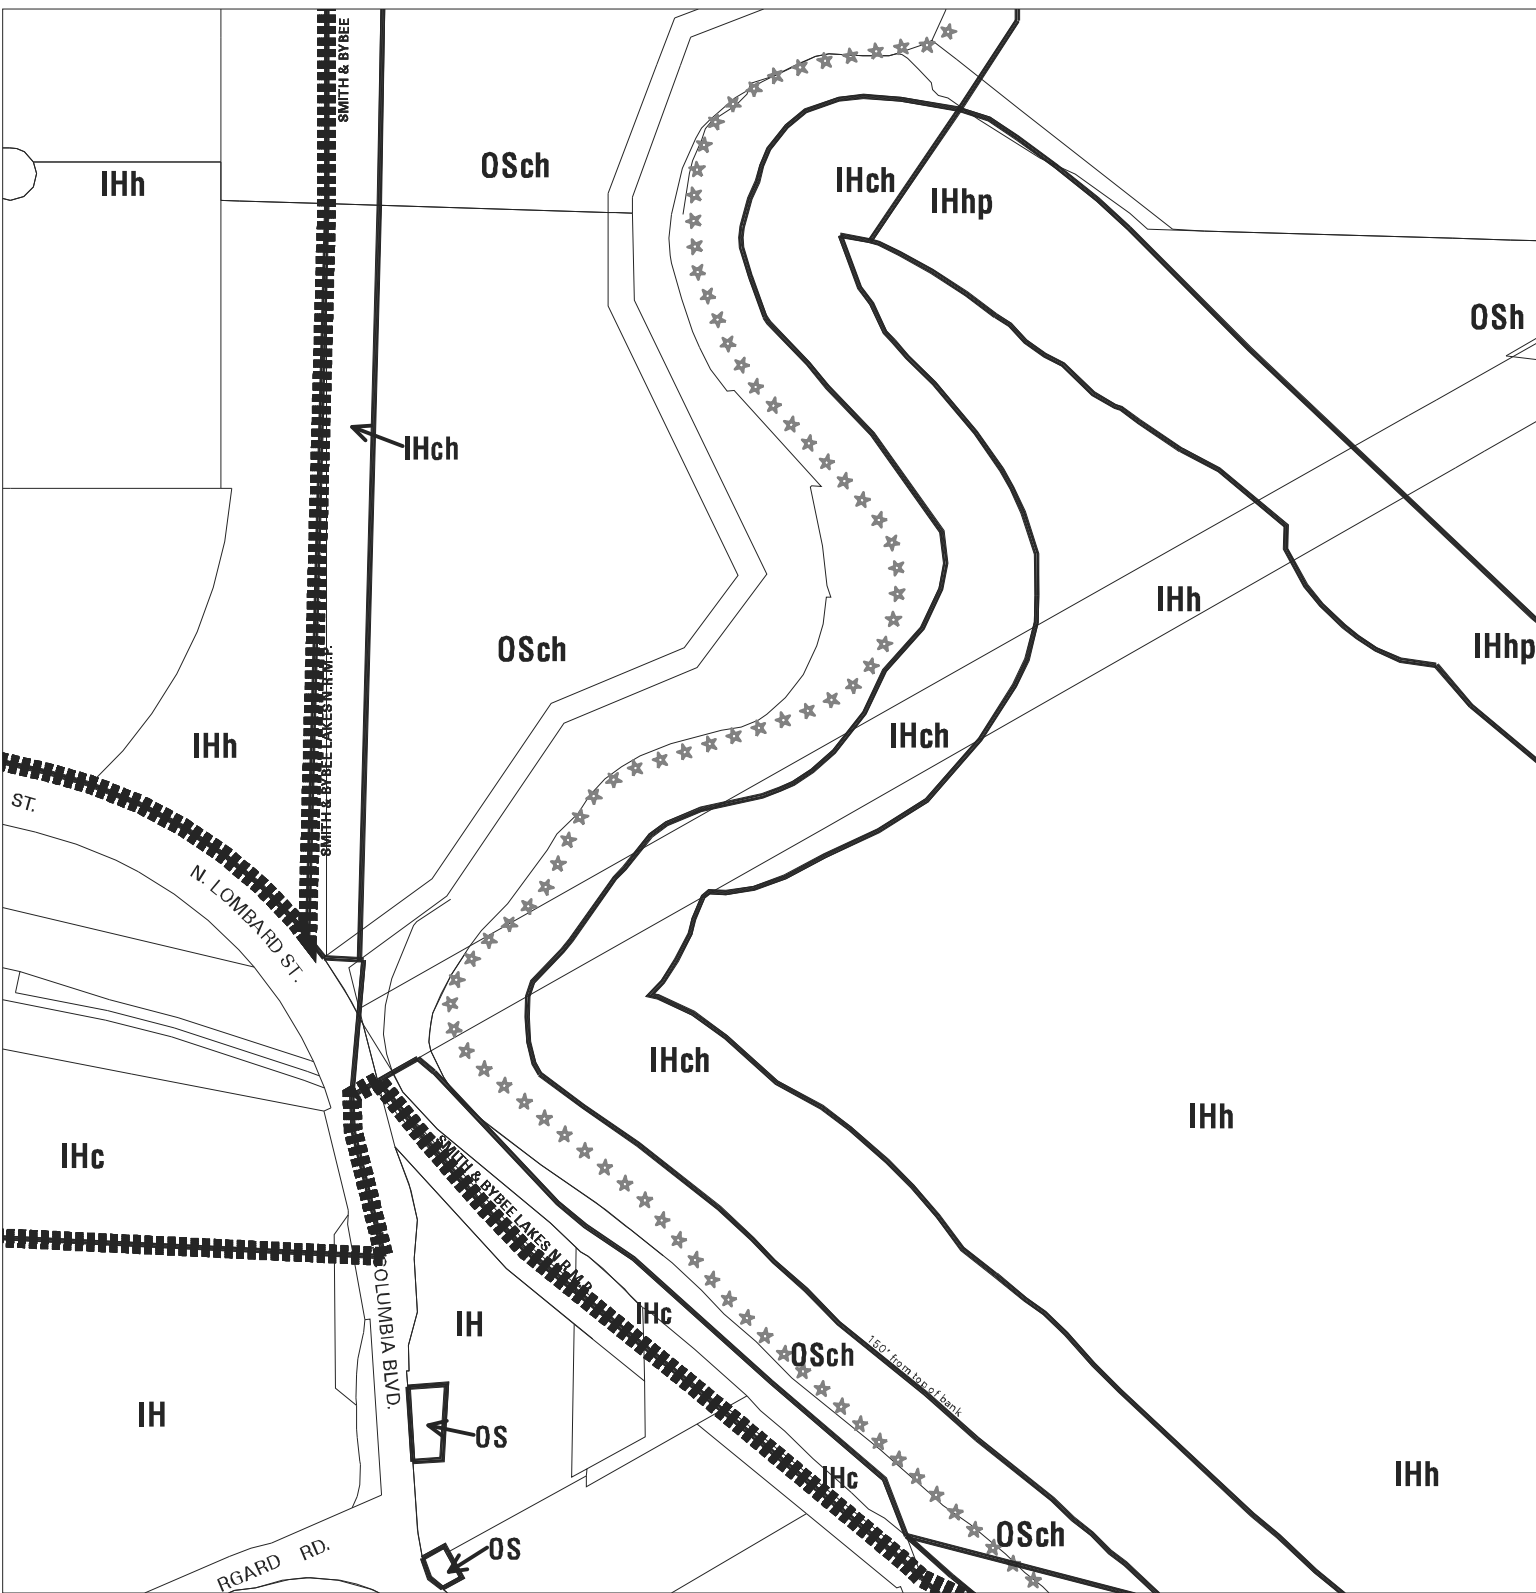 SMITH & BYBEE
OSch
IHh
IHch
IHhp
OSh
IHch
IHh
OSch
IHhp
SMITH & BYBEE LAKES N.R.M.P.
IHch
IHh
ST.
N. LOMBARD ST.
IHch
IHh
IHc
SMITH & BYBEE LAKES N.R.M.P.
COLUMBIA BLVD.
IHc
IH
OSch
150' from top of bank
IH
OS
IHh
IHc
OSch
OS
RGARD RD.